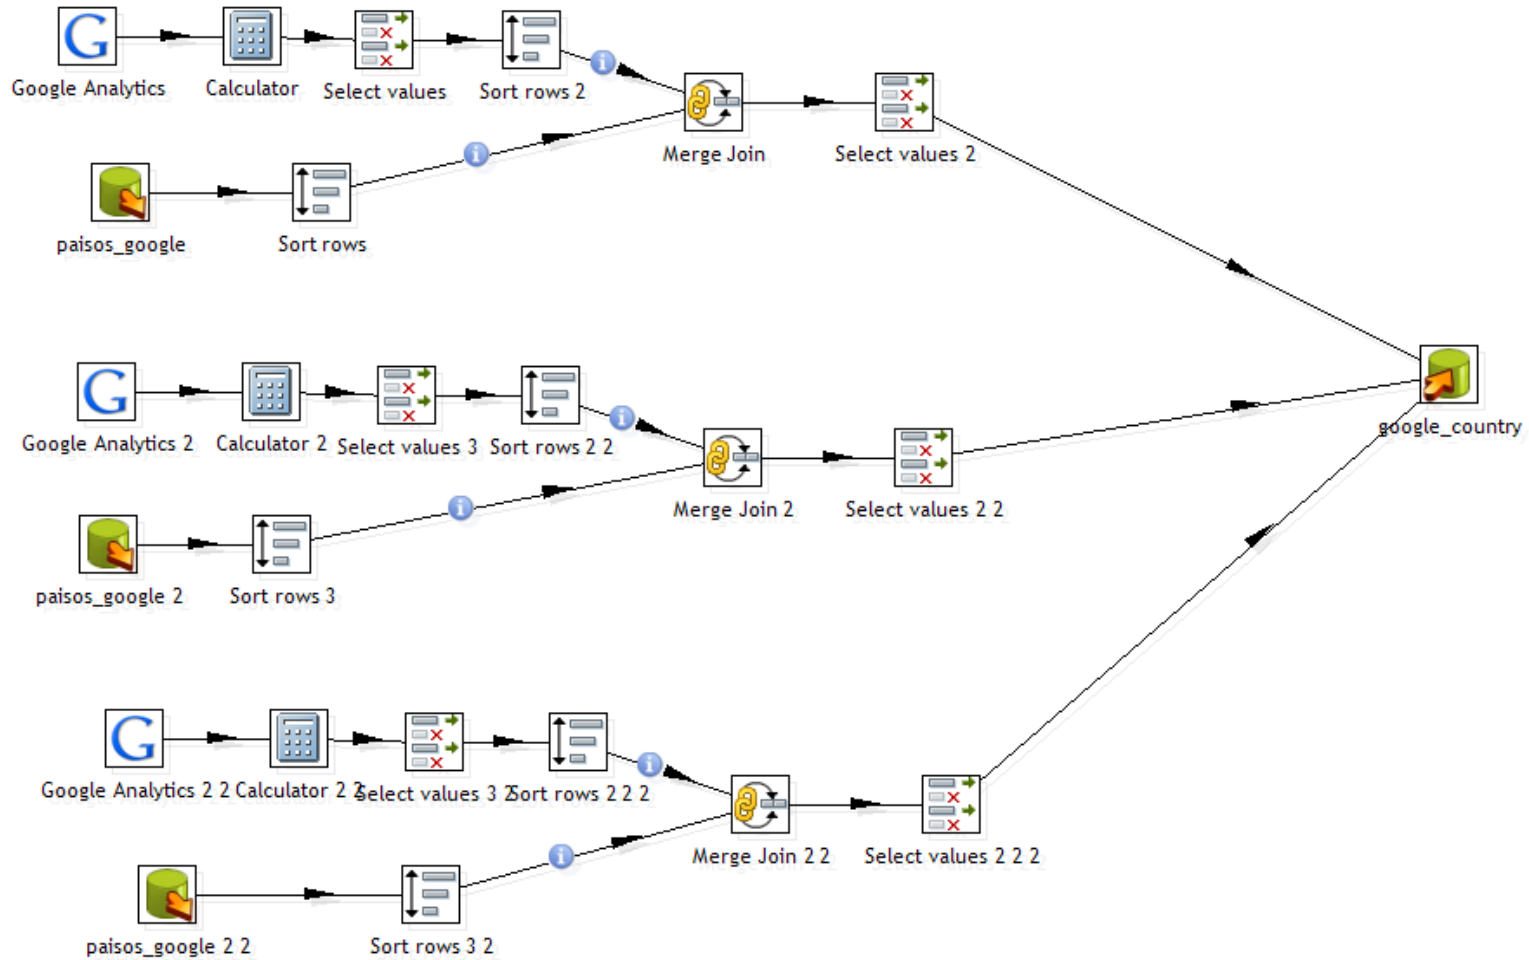 Google Analytics
Calculator
Select values
Sort rows 2
Merge Join
Select values 2
paisos_google
Sort rows
google_country
Google Analytics 2
Calculator 2
Select values 3
Sort rows 2 2
Merge Join 2
Select values 2 2
paisos_google 2
Sort rows 3
Google Analytics 2 2
Calculator 2 2
Select values 3 2
Sort rows 2 2 2
Merge Join 2 2
Select values 2 2 2
paisos_google 2 2
Sort rows 3 2